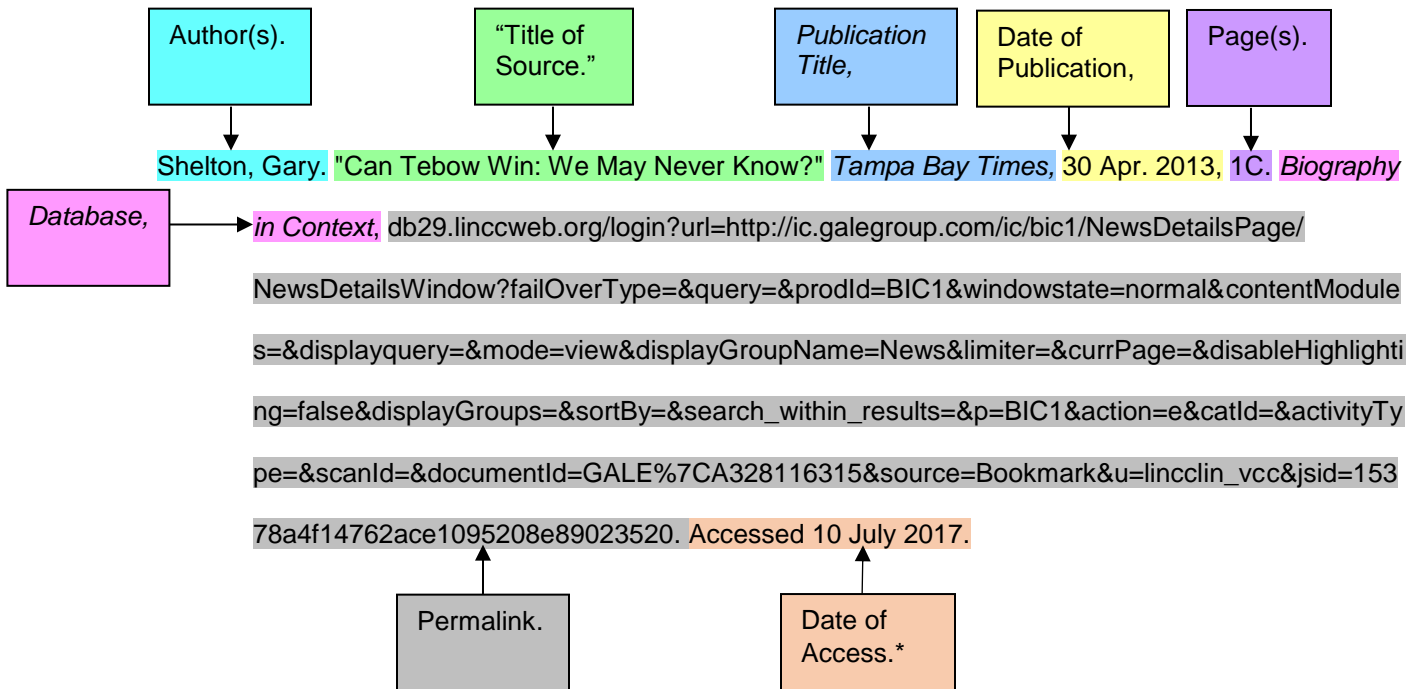 Author(s).
“Title of
Source.”
Publication
Title,
Date of
Publication,
Page(s).
Shelton, Gary. "Can Tebow Win: We May Never Know?" Tampa Bay Times, 30 Apr. 2013, 1C. Biography
Database,
in Context, db29.linccweb.org/login?url=http://ic.galegroup.com/ic/bic1/NewsDetailsPage/
NewsDetailsWindow?failOverType=&query=&prodId=BIC1&windowstate=normal&contentModule
s=&displayquery=&mode=view&displayGroupName=News&limiter=&currPage=&disableHighlighti
ng=false&displayGroups=&sortBy=&search_within_results=&p=BIC1&action=e&catId=&activityTy
pe=&scanId=&documentId=GALE%7CA328116315&source=Bookmark&u=lincclin_vcc&jsid=153
78a4f14762ace1095208e89023520. Accessed 10 July 2017.
Permalink.
Date of
Access.*